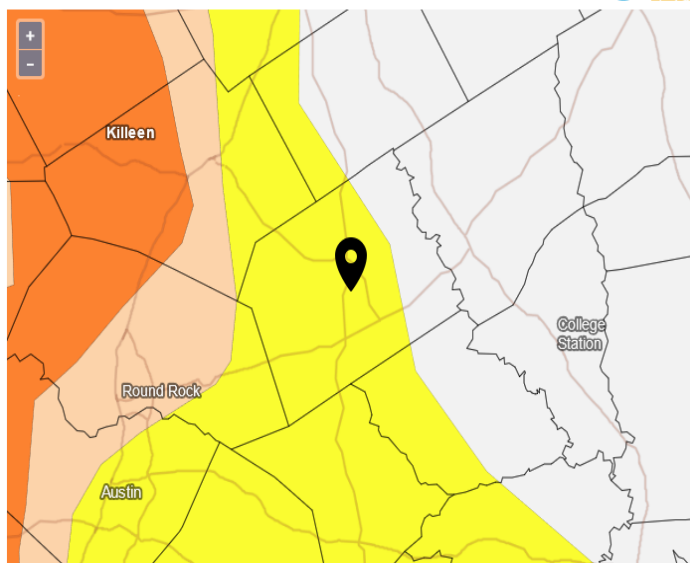 +
−
Killeen
College
Station
Round Rock
Austin